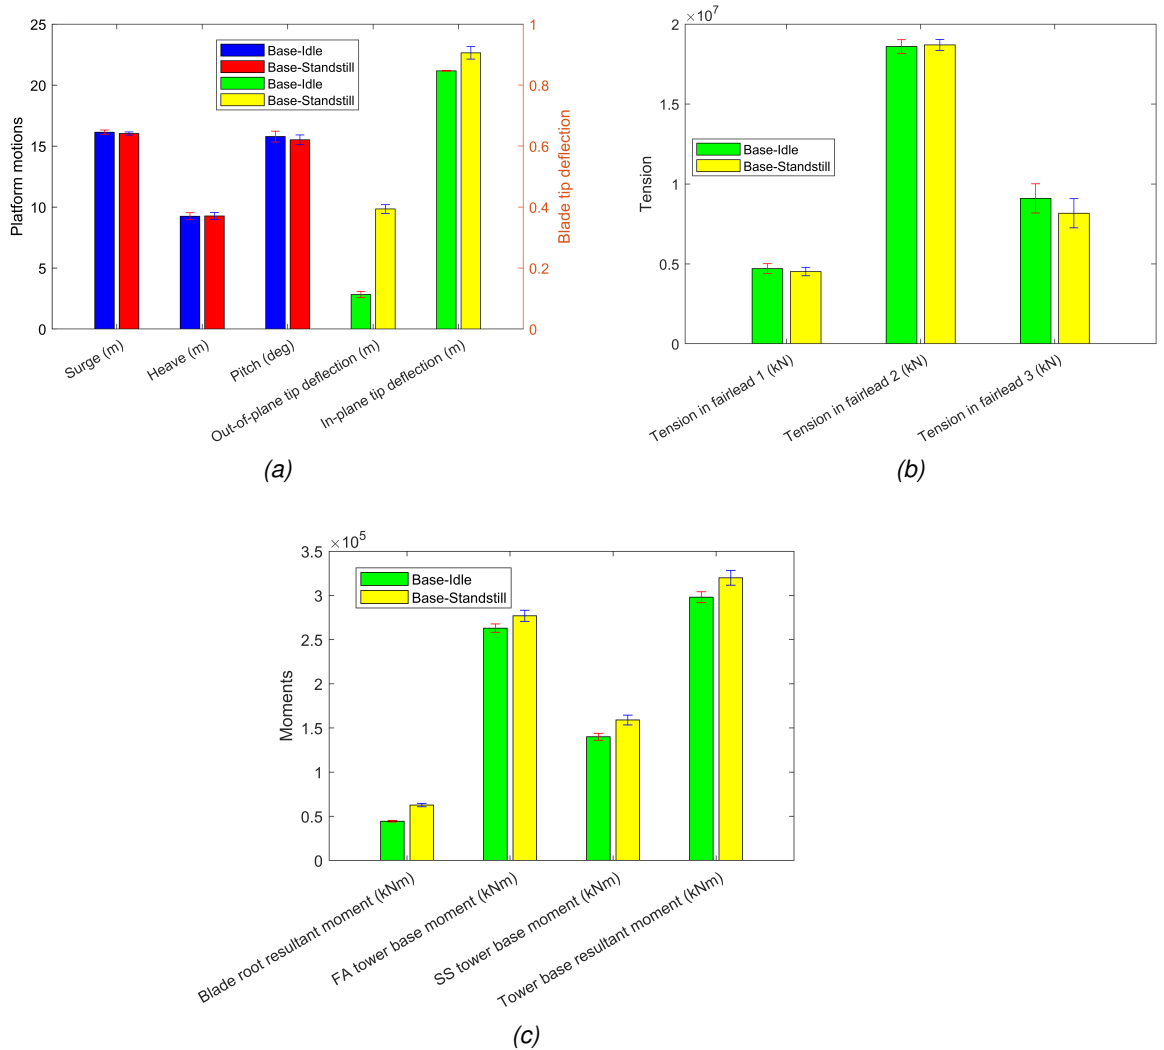 25
20
15
10
5
0
Platform motions
Base-Idle
Base-Standstill
Base-Idle
Base-Standstill
1
0.8
0.6
0.4
0.2
0
Blade tip deflection
Surge (m)
Heave (m)
Pitch (deg)
Out-of-plane tip deflection (m)
In-plane tip deflection (m)
(a)
×10⁷
2
1.5
1
0.5
0
Tension
Base-Idle
Base-Standstill
Tension in fairlead 1 (kN)
Tension in fairlead 2 (kN)
Tension in fairlead 3 (kN)
(b)
×10⁵
3.5
3
2.5
2
1.5
1
0.5
0
Moments
Base-Idle
Base-Standstill
Blade root resultant moment (kNm)
FA tower base moment (kNm)
SS tower base moment (kNm)
Tower base resultant moment (kNm)
(c)